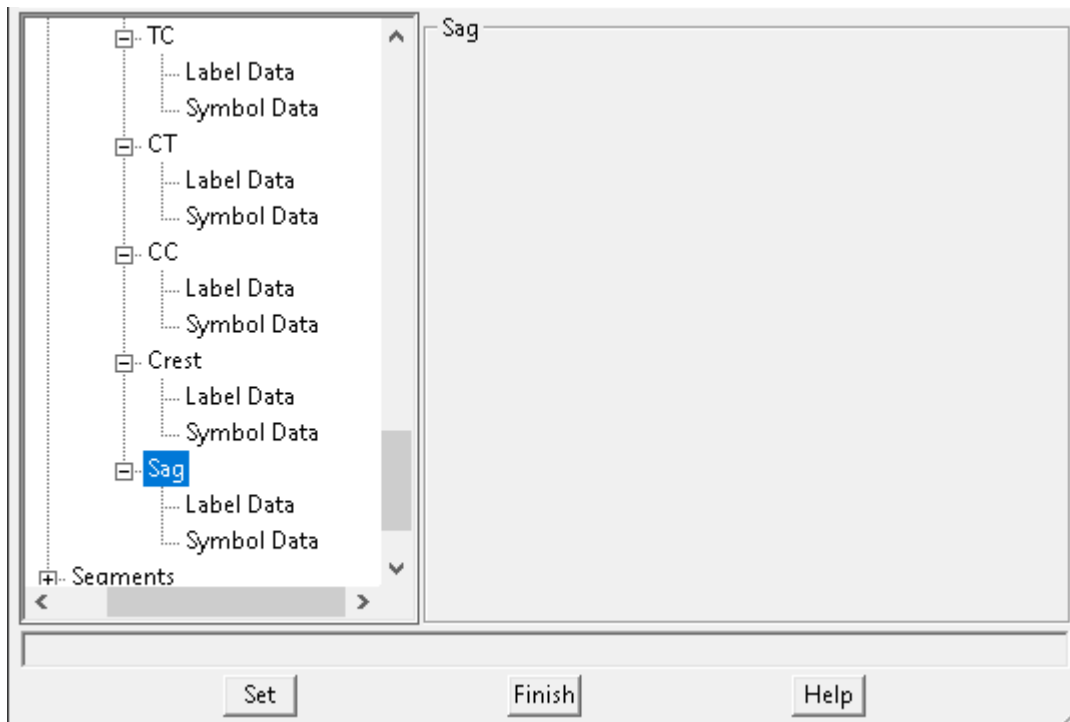 TC
Label Data
Symbol Data
CT
Label Data
Symbol Data
CC
Label Data
Symbol Data
Crest
Label Data
Symbol Data
Sag
Label Data
Symbol Data
Segments
Sag
Set
Finish
Help